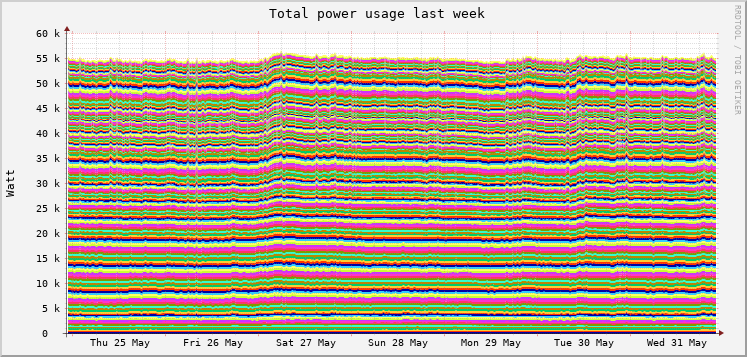 Total power usage last week
RRDTOOL / TOBI OETIKER
Watt
60 k
55 k
50 k
45 k
40 k
35 k
30 k
25 k
20 k
15 k
10 k
5 k
0
Thu 25 May Fri 26 May Sat 27 May Sun 28 May Mon 29 May Tue 30 May Wed 31 May